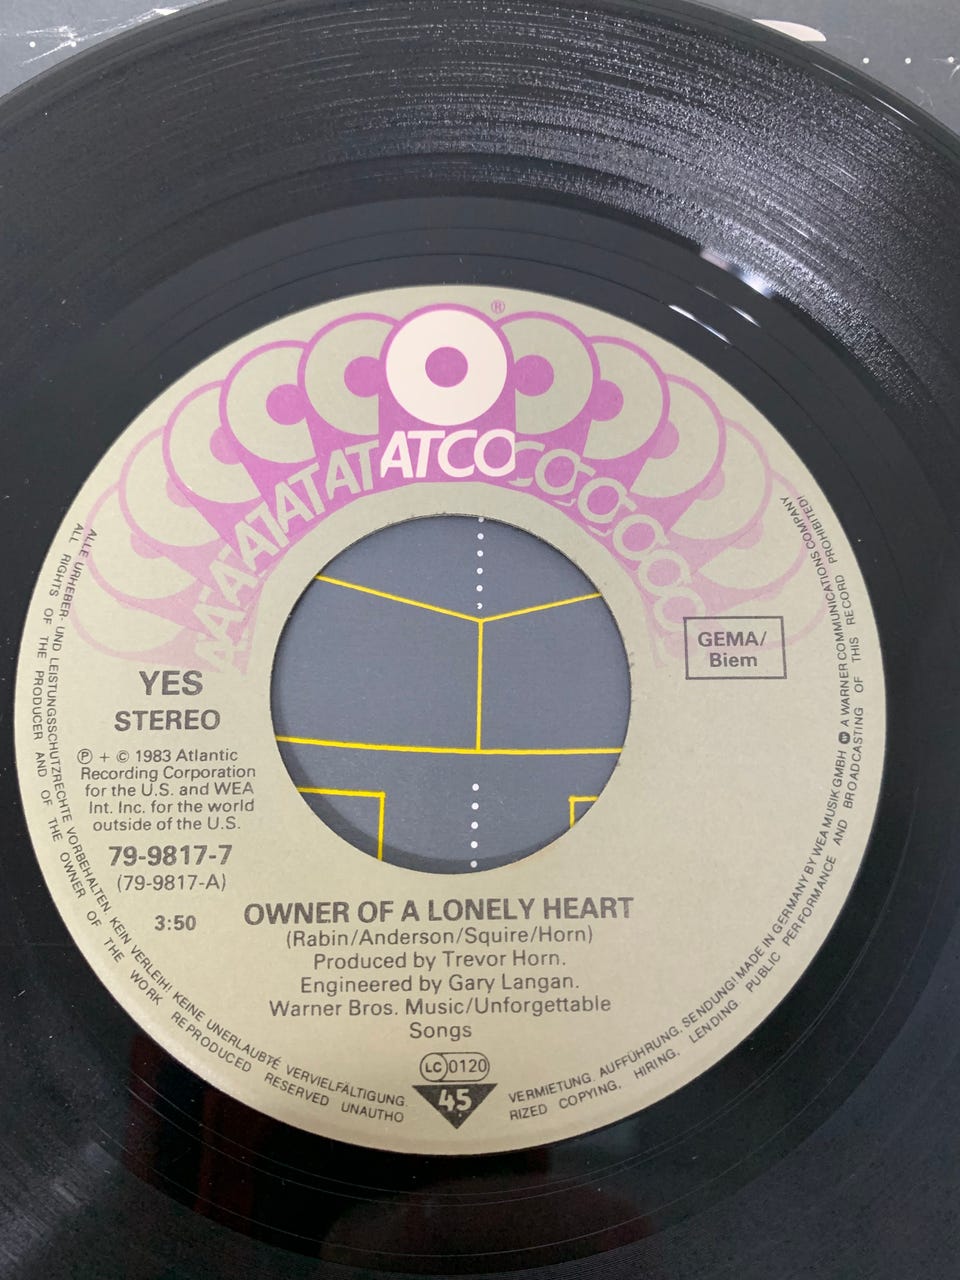 ®
ATCO
YES
STEREO
℗ + © 1983 Atlantic
Recording Corporation
for the U.S. and WEA
Int. Inc. for the world
outside of the U.S.
79-9817-7
(79-9817-A)
3:50
GEMA/
Biem
OWNER OF A LONELY HEART
(Rabin/Anderson/Squire/Horn)
Produced by Trevor Horn.
Engineered by Gary Langan.
Warner Bros. Music/Unforgettable
Songs
LC 0120
45
ALLE URHEBER- UND LEISTUNGSSCHUTZRECHTE VORBEHALTEN. KEIN VERLEIH! KEINE UNERLAUBTE VERVIELFÄLTIGUNG, VERMIETUNG, AUFFÜHRUNG, SENDUNG! MADE IN GERMANY BY WEA MUSIK GMBH A WARNER COMMUNICATIONS COMPANY
ALL RIGHTS OF THE PRODUCER AND OF THE OWNER OF THE WORK REPRODUCED RESERVED UNAUTHORIZED COPYING, HIRING, LENDING, PUBLIC PERFORMANCE AND BROADCASTING OF THIS RECORD PROHIBITED!